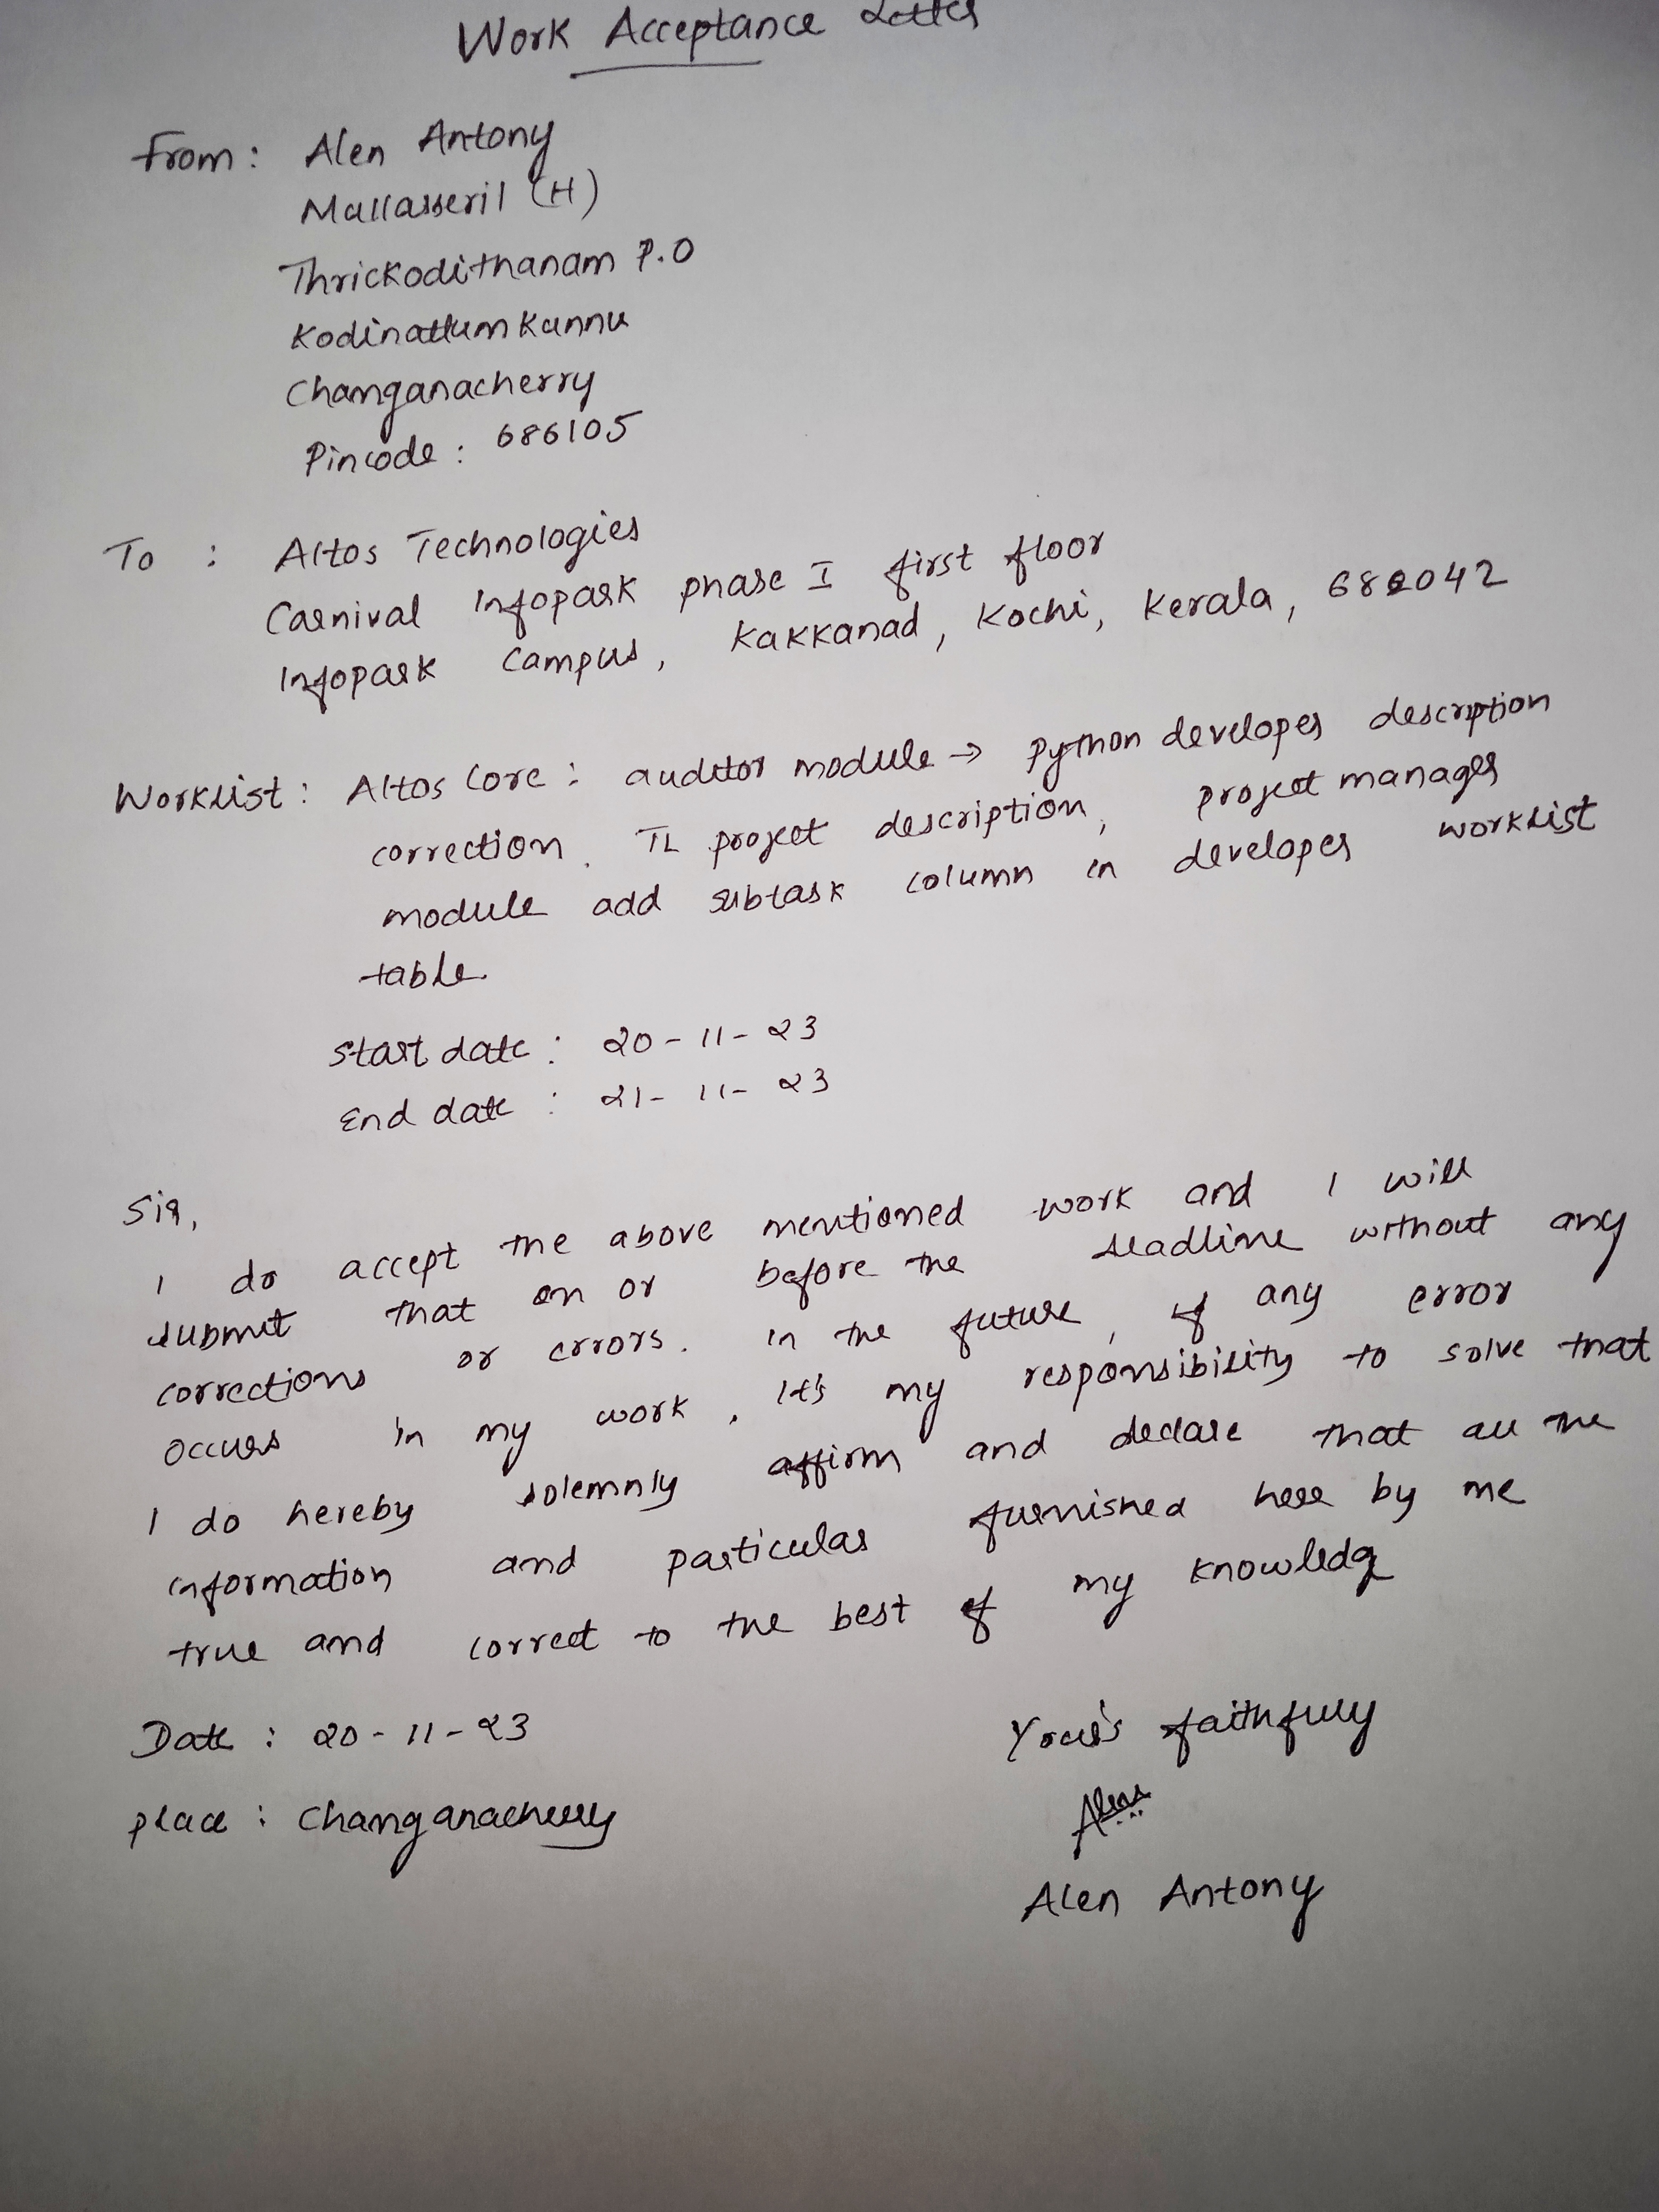 Work Acceptance Letter
From : Alen Antony
Mallasseril (H)
Thrickodithanam P.O
Kodinattumkunnu
Changanacherry
Pincode : 686105
To : Altos Technologies
Carnival Infopark phase I first floor
Infopark Campus, Kakkanad, Kochi, Kerala, 682042
Worklist : Altos Core : auditor module → python developer description
correction. TL project description, project manager
module add subtask column in developer worklist
table.
Start date : 20-11-23
End date : 21-11-23
Sir,
I do accept the above mentioned work and I will
submit that on or before the deadline without any
corrections or errors. In the future, if any error
occurs in my work, it's my responsibility to solve that
I do hereby solemnly affirm and declare that all the
information and particular furnished here by me
true and correct to the best of my knowledg
Date : 20-11-23
Your's faithfully
Alen
place : Changanacherry
Alen Antony